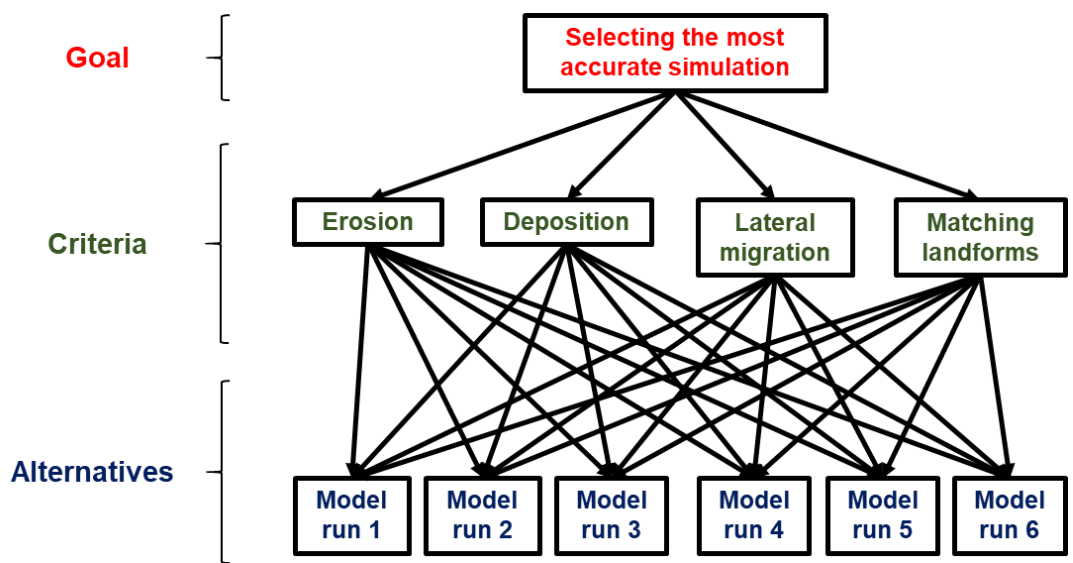 Goal
Selecting the most
accurate simulation
Criteria
Erosion
Deposition
Lateral
migration
Matching
landforms
Alternatives
Model
run 1
Model
run 2
Model
run 3
Model
run 4
Model
run 5
Model
run 6